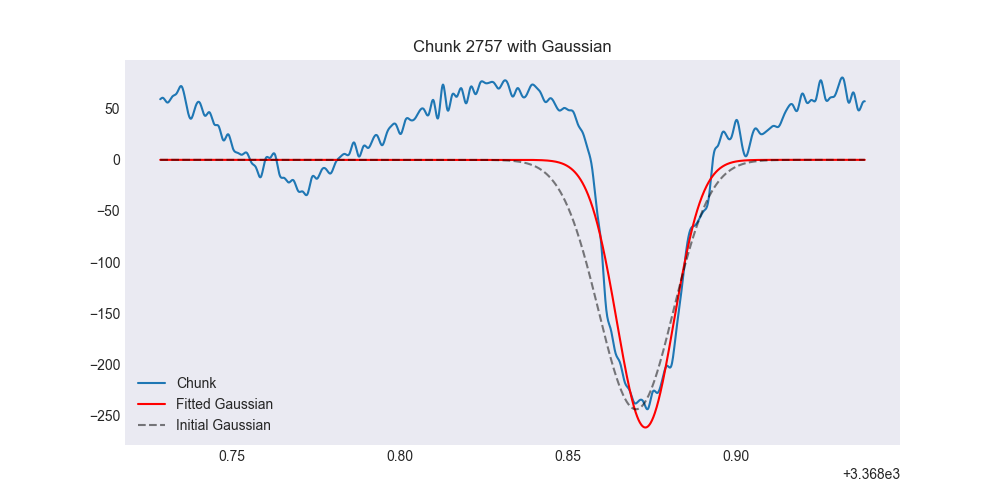 Chunk 2757 with Gaussian
50
0
−50
−100
−150
−200
−250
Chunk
Fitted Gaussian
Initial Gaussian
0.75 0.80 0.85 0.90
+3.368e3